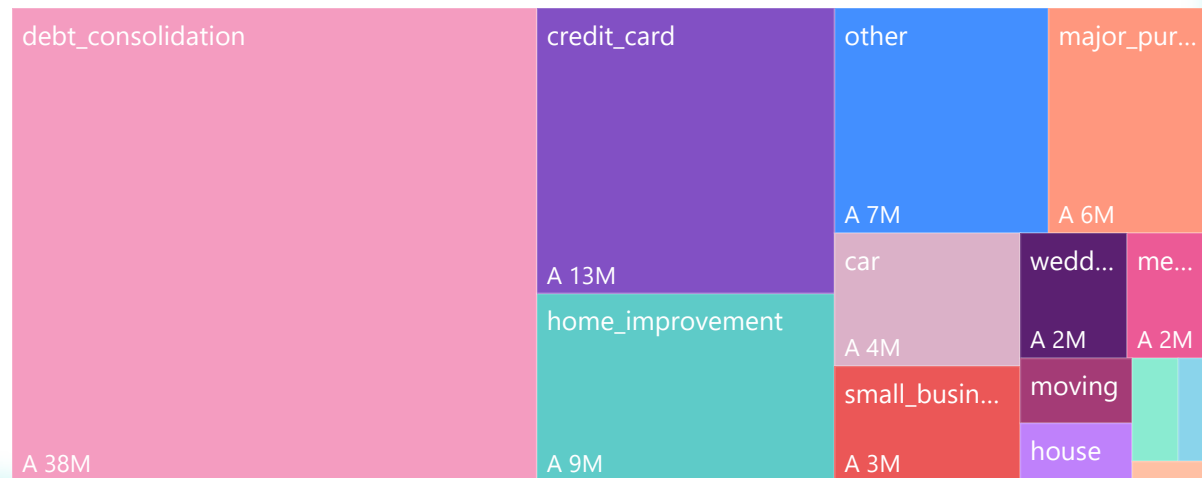 debt_consolidation
A 38M
credit_card
A 13M
home_improvement
A 9M
other
A 7M
major_pur...
A 6M
car
A 4M
small_busin...
A 3M
wedd...
A 2M
me...
A 2M
moving
house